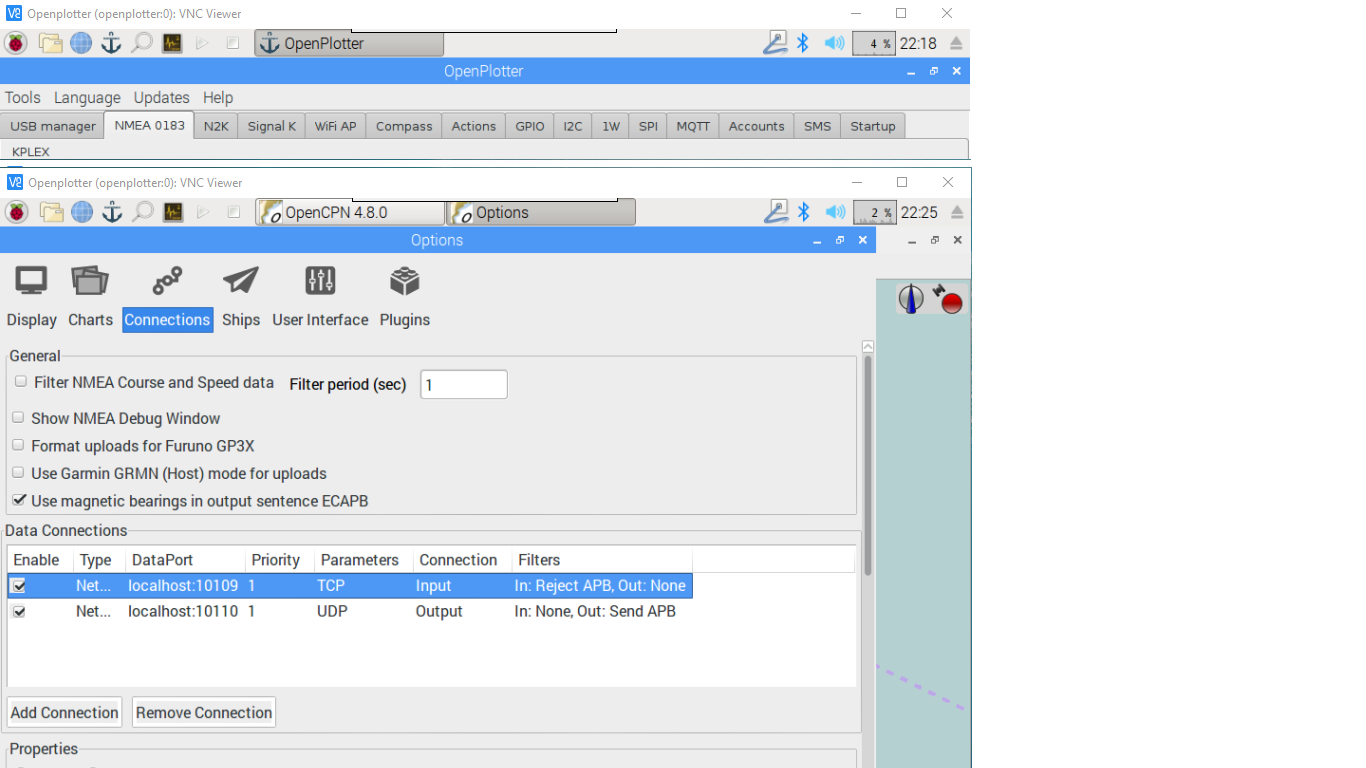 Openplotter (openplotter:0): VNC Viewer
OpenPlotter 4 % 22:18
OpenPlotter
Tools Language Updates Help
USB manager NMEA 0183 N2K Signal K WiFi AP Compass Actions GPIO I2C 1W SPI MQTT Accounts SMS Startup
KPLEX
Openplotter (openplotter:0): VNC Viewer
OpenCPN 4.8.0 Options 2 % 22:25
Options
Display Charts Connections Ships User Interface Plugins
General
Filter NMEA Course and Speed data Filter period (sec) 1
Show NMEA Debug Window
Format uploads for Furuno GP3X
Use Garmin GRMN (Host) mode for uploads
Use magnetic bearings in output sentence ECAPB
Data Connections
Enable Type DataPort Priority Parameters Connection Filters
Net... localhost:10109 1 TCP Input In: Reject APB, Out: None
Net... localhost:10110 1 UDP Output In: None, Out: Send APB
Add Connection Remove Connection
Properties